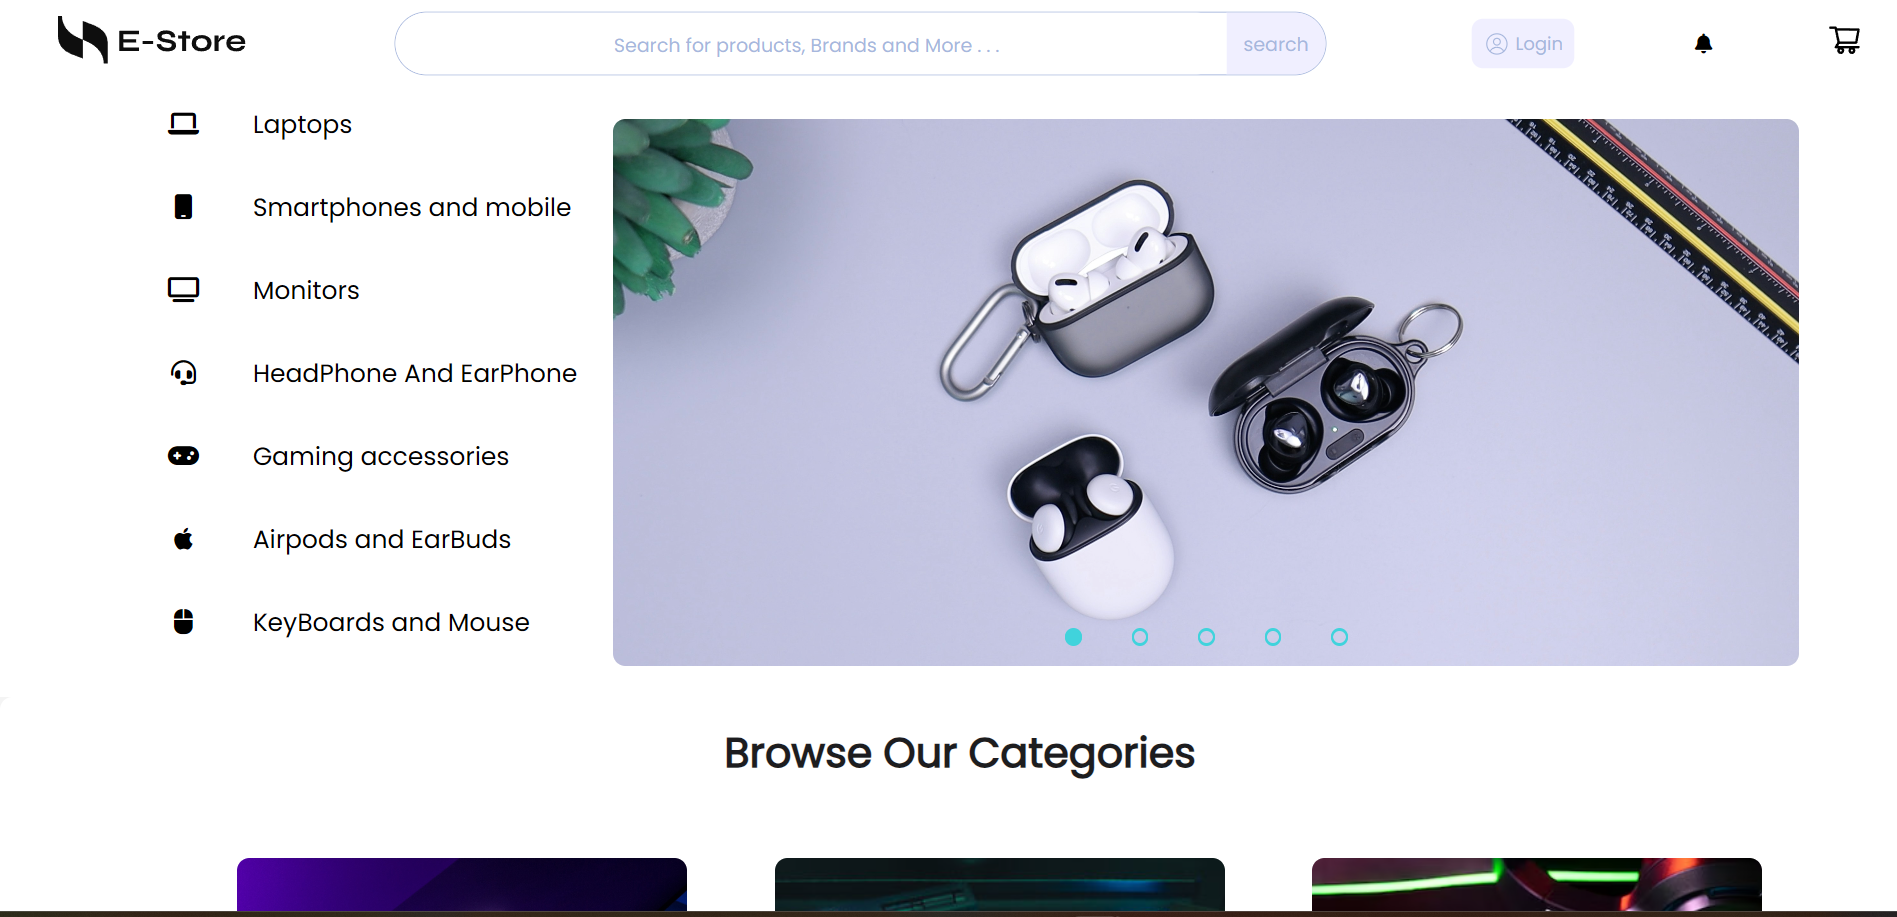 E-Store
Search for products, Brands and More . . .
search
Login
Laptops
Smartphones and mobile
Monitors
HeadPhone And EarPhone
Gaming accessories
Airpods and EarBuds
KeyBoards and Mouse
Browse Our Categories